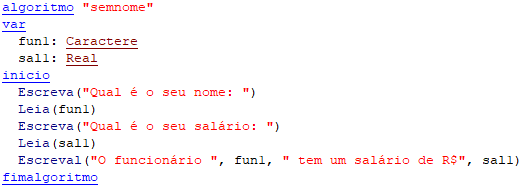 algoritmo "semnome"
var
fun1: Caractere
sal1: Real
inicio
Escreva("Qual é o seu nome: ")
Leia(fun1)
Escreva("Qual é o seu salário: ")
Leia(sal1)
Escreval("O funcionário ", fun1, " tem um salário de R$", sal1)
fimalgoritmo